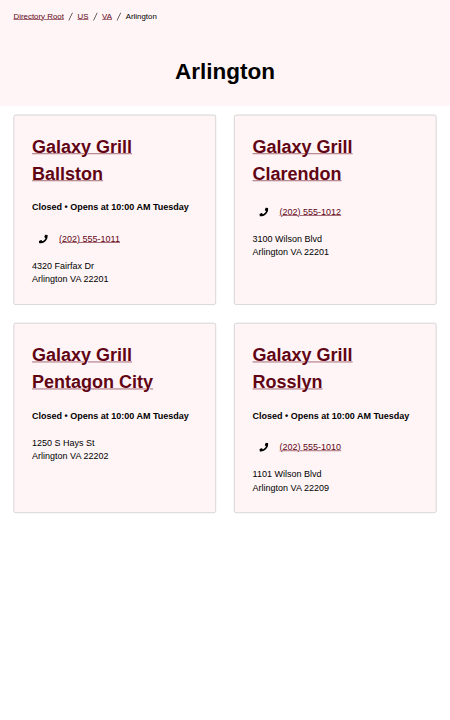 Directory Root / US / VA / Arlington
Arlington
Galaxy Grill
Ballston
Closed • Opens at 10:00 AM Tuesday
(202) 555-1011
4320 Fairfax Dr
Arlington VA 22201
Galaxy Grill
Clarendon
(202) 555-1012
3100 Wilson Blvd
Arlington VA 22201
Galaxy Grill
Pentagon City
Closed • Opens at 10:00 AM Tuesday
1250 S Hays St
Arlington VA 22202
Galaxy Grill
Rosslyn
Closed • Opens at 10:00 AM Tuesday
(202) 555-1010
1101 Wilson Blvd
Arlington VA 22209